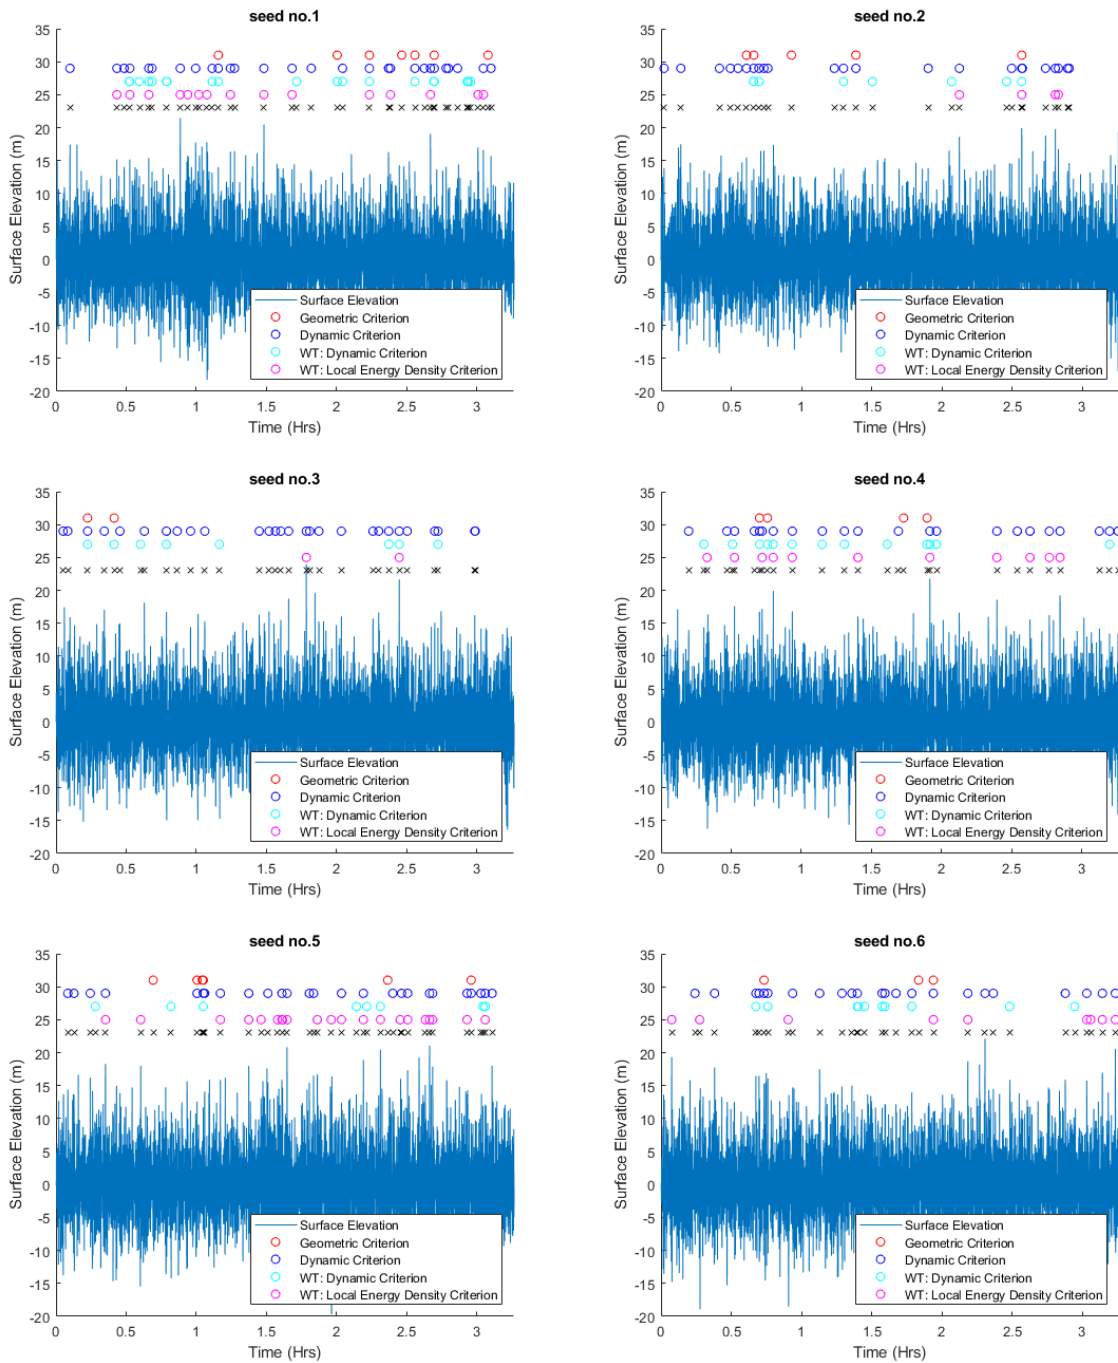 seed no.1
35
30
25
20
15
10
5
0
-5
-10
-15
-20
Surface Elevation (m)
Surface Elevation
Geometric Criterion
Dynamic Criterion
WT: Dynamic Criterion
WT: Local Energy Density Criterion
0 0.5 1 1.5 2 2.5 3
Time (Hrs)
seed no.2
35
30
25
20
15
10
5
0
-5
-10
-15
-20
Surface Elevation (m)
Surface Elevation
Geometric Criterion
Dynamic Criterion
WT: Dynamic Criterion
WT: Local Energy Density Criterion
0 0.5 1 1.5 2 2.5 3
Time (Hrs)
seed no.3
35
30
25
20
15
10
5
0
-5
-10
-15
-20
Surface Elevation (m)
Surface Elevation
Geometric Criterion
Dynamic Criterion
WT: Dynamic Criterion
WT: Local Energy Density Criterion
0 0.5 1 1.5 2 2.5 3
Time (Hrs)
seed no.4
35
30
25
20
15
10
5
0
-5
-10
-15
-20
Surface Elevation (m)
Surface Elevation
Geometric Criterion
Dynamic Criterion
WT: Dynamic Criterion
WT: Local Energy Density Criterion
0 0.5 1 1.5 2 2.5 3
Time (Hrs)
seed no.5
35
30
25
20
15
10
5
0
-5
-10
-15
-20
Surface Elevation (m)
Surface Elevation
Geometric Criterion
Dynamic Criterion
WT: Dynamic Criterion
WT: Local Energy Density Criterion
0 0.5 1 1.5 2 2.5 3
Time (Hrs)
seed no.6
35
30
25
20
15
10
5
0
-5
-10
-15
-20
Surface Elevation (m)
Surface Elevation
Geometric Criterion
Dynamic Criterion
WT: Dynamic Criterion
WT: Local Energy Density Criterion
0 0.5 1 1.5 2 2.5 3
Time (Hrs)